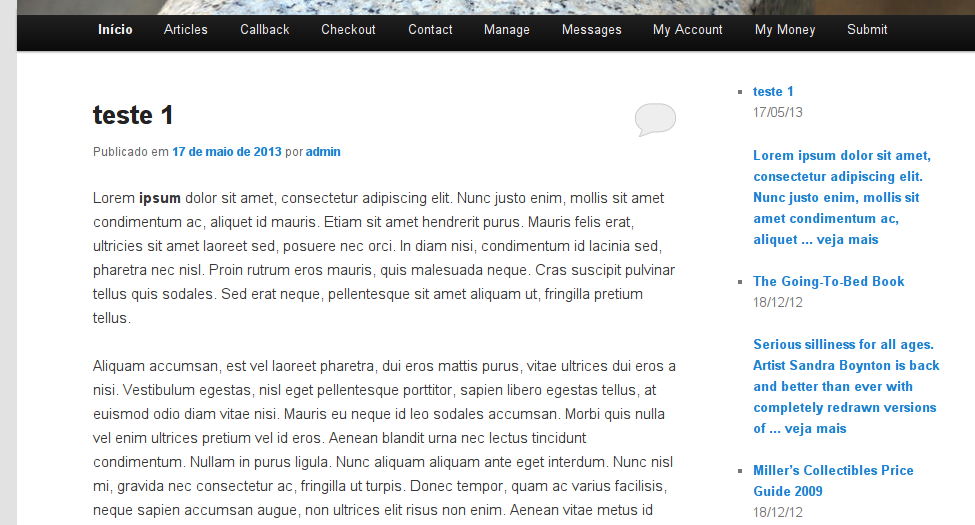 Início Articles Callback Checkout Contact Manage Messages My Account My Money Submit
teste 1
Publicado em 17 de maio de 2013 por admin
Lorem ipsum dolor sit amet, consectetur adipiscing elit. Nunc justo enim, mollis sit amet
condimentum ac, aliquet id mauris. Etiam sit amet hendrerit purus. Mauris felis erat,
ultricies sit amet laoreet sed, posuere nec orci. In diam nisi, condimentum id lacinia sed,
pharetra nec nisl. Proin rutrum eros mauris, quis malesuada neque. Cras suscipit pulvinar
tellus quis sodales. Sed erat neque, pellentesque sit amet aliquam ut, fringilla pretium
tellus.
Aliquam accumsan, est vel laoreet pharetra, dui eros mattis purus, vitae ultrices dui eros a
nisi. Vestibulum egestas, nisl eget pellentesque porttitor, sapien libero egestas tellus, at
euismod odio diam vitae nisi. Mauris eu neque id leo sodales accumsan. Morbi quis nulla
vel enim ultrices pretium vel id eros. Aenean blandit urna nec lectus tincidunt
condimentum. Nullam in purus ligula. Nunc aliquam aliquam ante eget interdum. Nunc nisl
mi, gravida nec consectetur ac, fringilla ut turpis. Donec tempor, quam ac varius facilisis,
neque sapien accumsan augue, non ultrices elit risus non enim. Aenean vitae metus id
teste 1
17/05/13
Lorem ipsum dolor sit amet,
consectetur adipiscing elit.
Nunc justo enim, mollis sit
amet condimentum ac,
aliquet ... veja mais
The Going-To-Bed Book
18/12/12
Serious silliness for all ages.
Artist Sandra Boynton is back
and better than ever with
completely redrawn versions
of ... veja mais
Miller’s Collectibles Price
Guide 2009
18/12/12